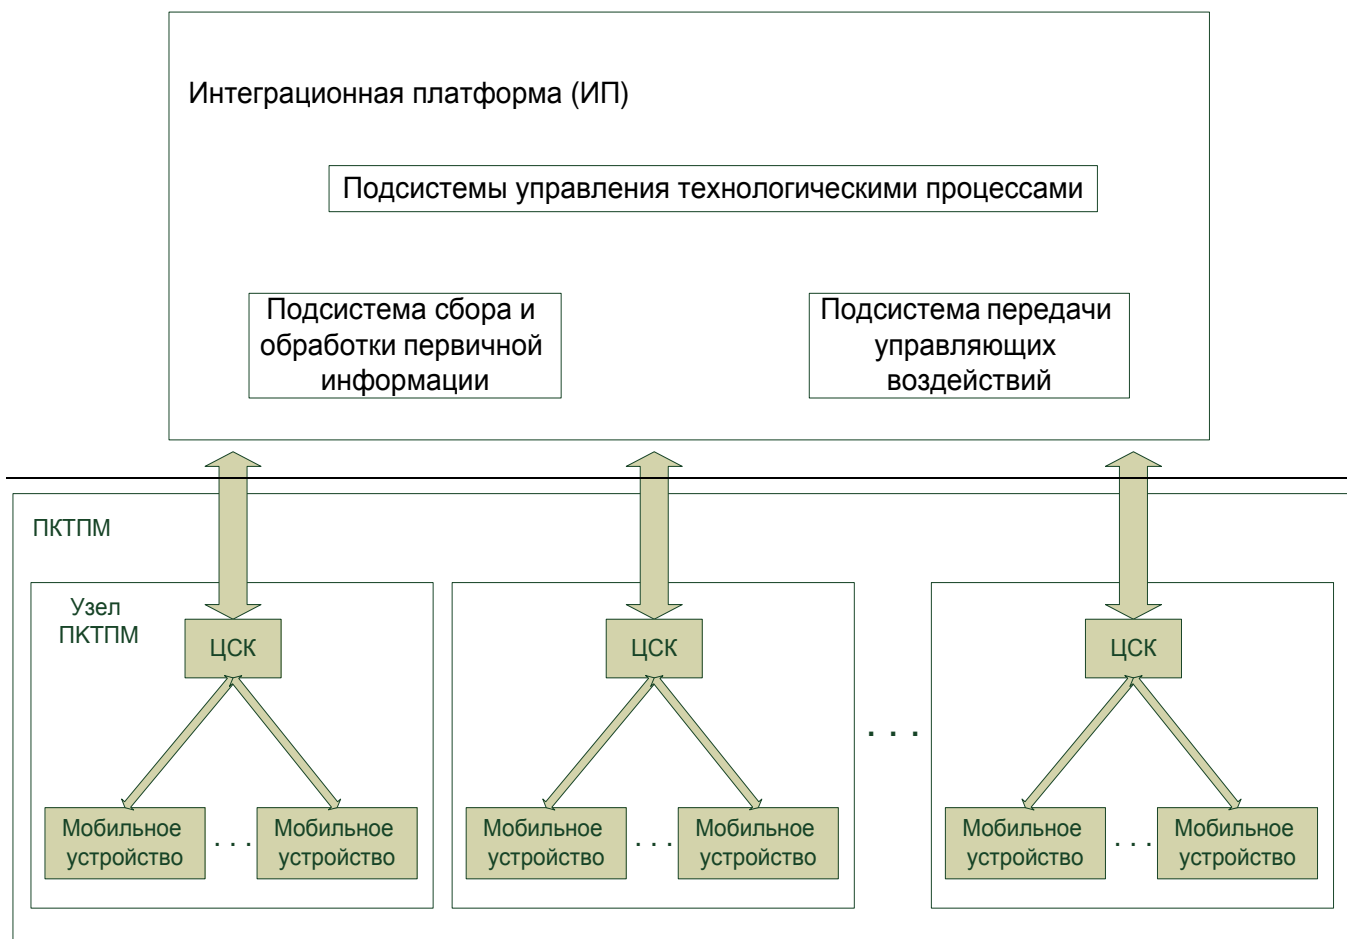 Интеграционная платформа (ИП)
Подсистемы управления технологическими процессами
Подсистема сбора и
обработки первичной
информации
Подсистема передачи
управляющих
воздействий
ПКТПМ
Узел
ПКТПМ
ЦСК
ЦСК
ЦСК
. . .
Мобильное
устройство
. . .
Мобильное
устройство
Мобильное
устройство
. . .
Мобильное
устройство
Мобильное
устройство
. . .
Мобильное
устройство